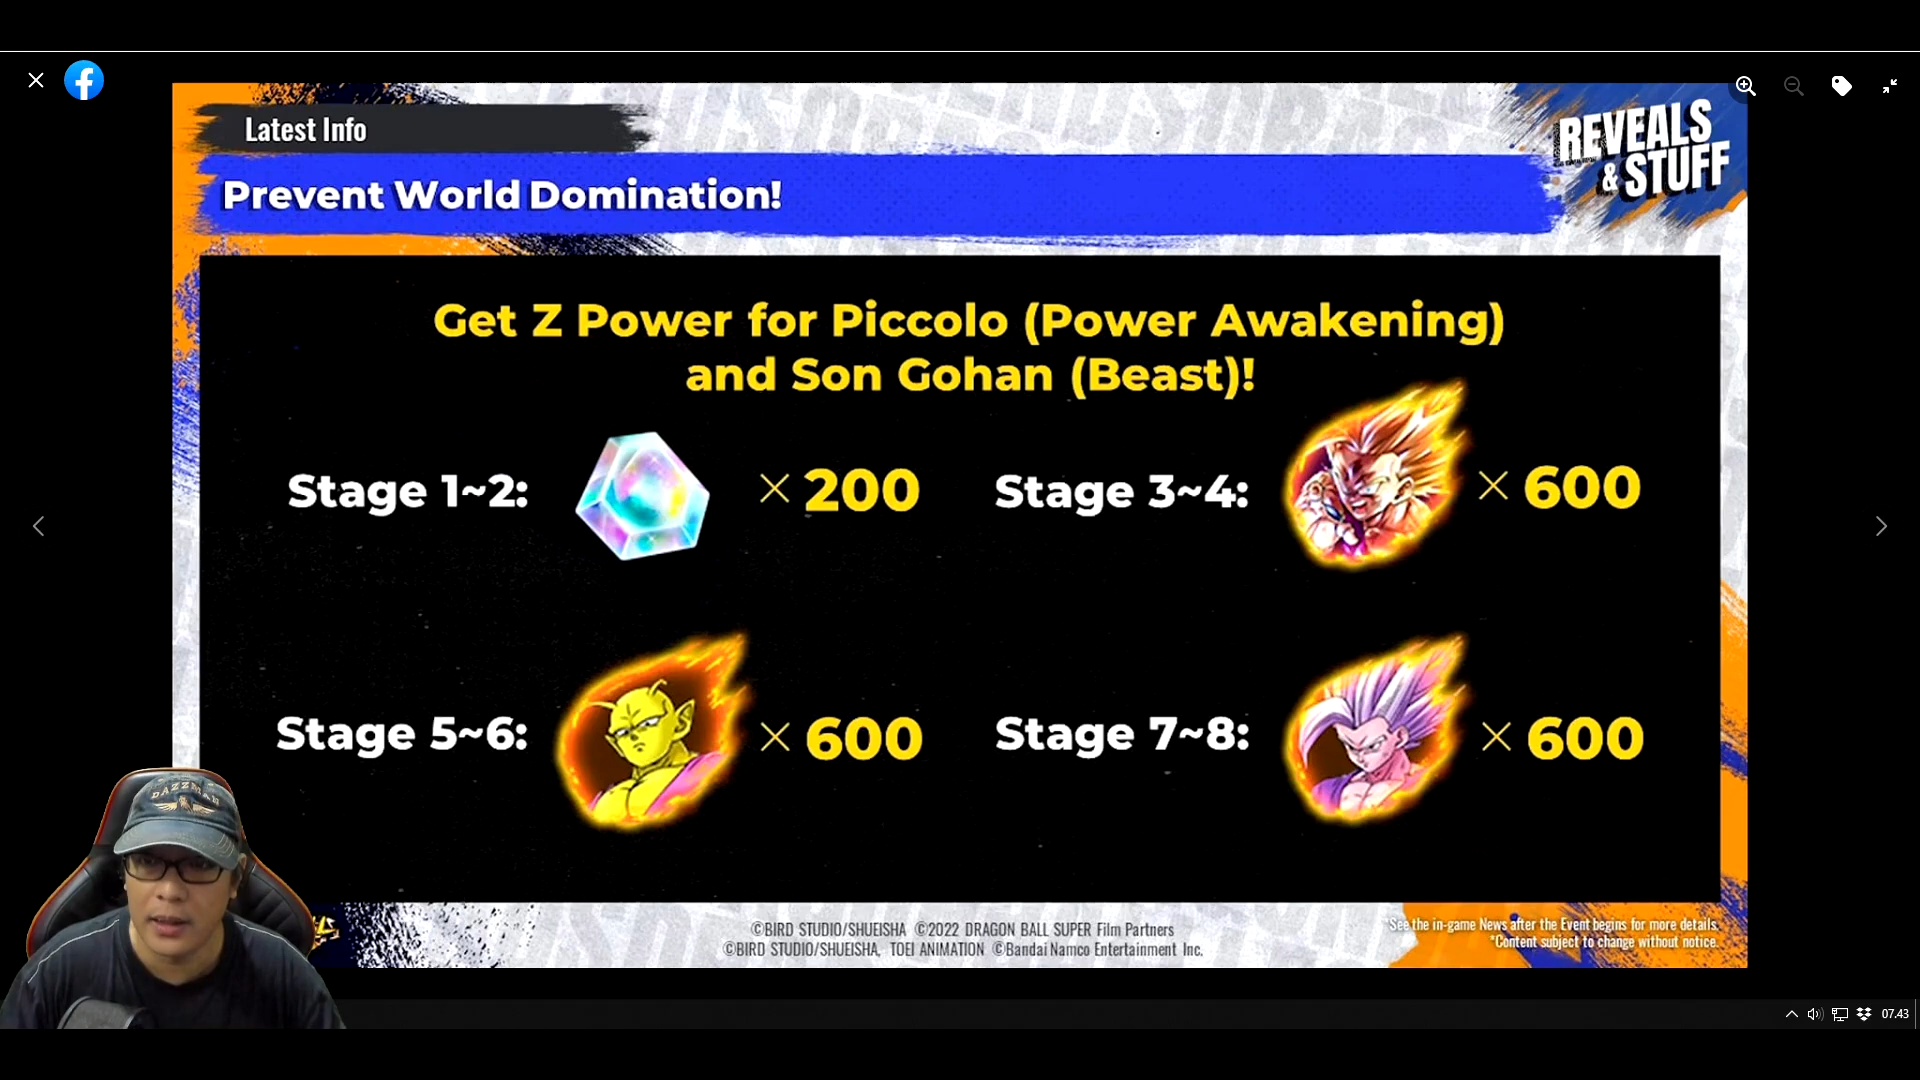 Latest Info
REVEALS
& STUFF
Prevent World Domination!
Get Z Power for Piccolo (Power Awakening)
and Son Gohan (Beast)!
Stage 1~2: × 200
Stage 3~4: × 600
Stage 5~6: × 600
Stage 7~8: × 600
DAZZMAN
©BIRD STUDIO/SHUEISHA ©2022 DRAGON BALL SUPER Film Partners
©BIRD STUDIO/SHUEISHA, TOEI ANIMATION ©Bandai Namco Entertainment Inc.
*See the in-game News after the Event begins for more details.
*Content subject to change without notice.
07.43